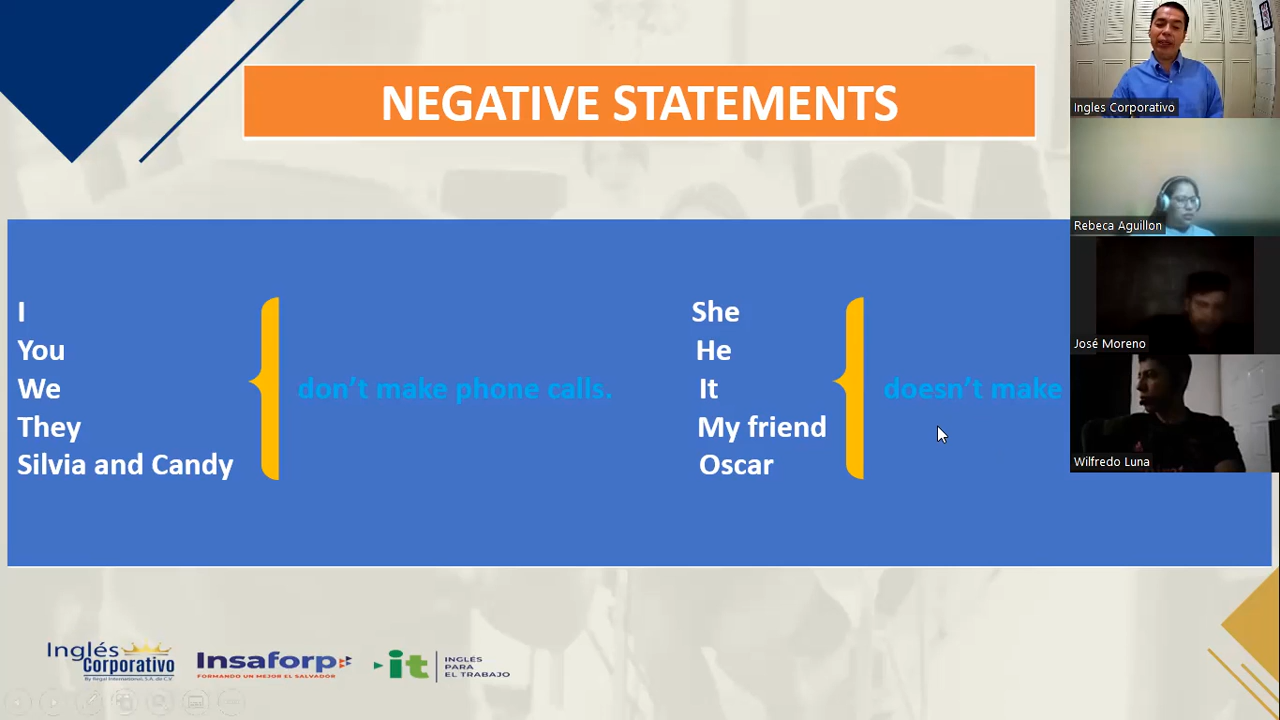 NEGATIVE STATEMENTS
I
You
We
They
Silvia and Candy
don't make phone calls.
She
He
It
My friend
Oscar
doesn't make
Ingles Corporativo
Rebeca Aguillon
José Moreno
Wilfredo Luna
Inglés
Corporativo
By Regal International, S.A. de C.V.
Insaforp
FORMANDO UN MEJOR EL SALVADOR
it
INGLÉS
PARA
EL TRABAJO